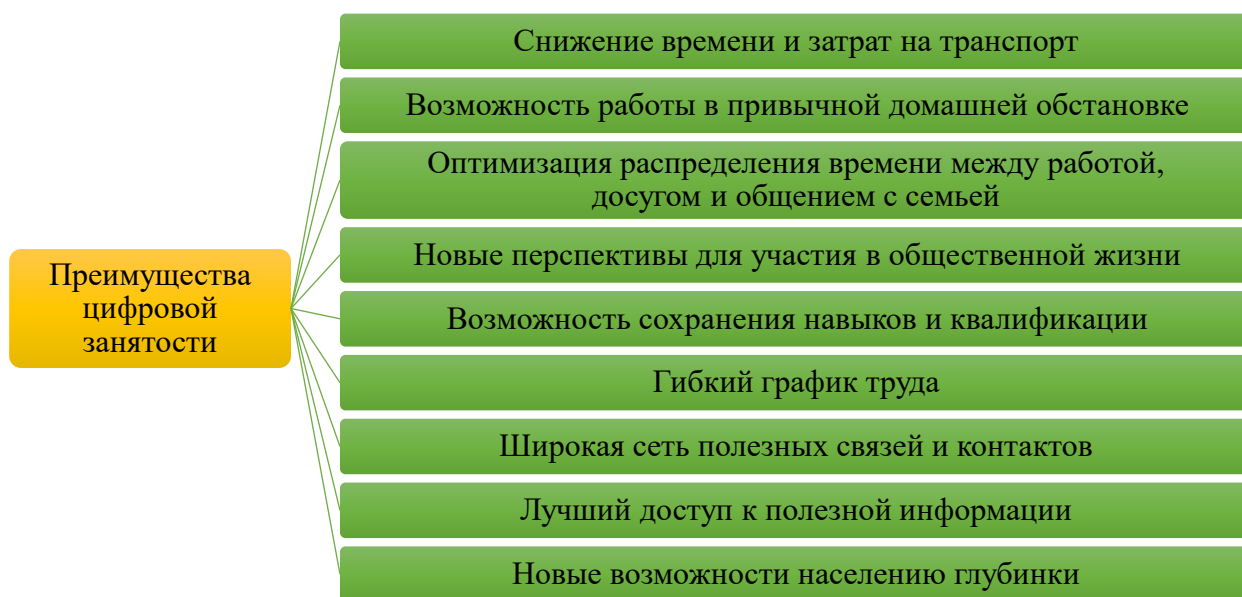 Снижение времени и затрат на транспорт
Возможность работы в привычной домашней обстановке
Оптимизация распределения времени между работой,
досугом и общением с семьей
Новые перспективы для участия в общественной жизни
Преимущества
цифровой
занятости
Возможность сохранения навыков и квалификации
Гибкий график труда
Широкая сеть полезных связей и контактов
Лучший доступ к полезной информации
Новые возможности населению глубинки